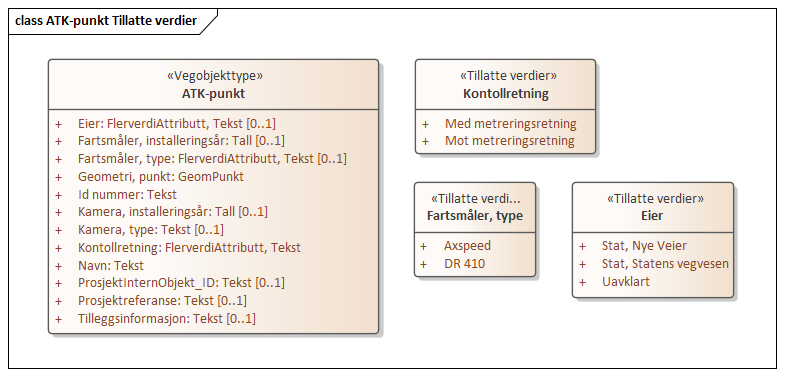 class ATK-punkt Tillatte verdier
«Vegobjekttype»
ATK-punkt
+ Eier: FlerverdiAttributt, Tekst [0..1]
+ Fartsmåler, installeringsår: Tall [0..1]
+ Fartsmåler, type: FlerverdiAttributt, Tekst [0..1]
+ Geometri, punkt: GeomPunkt
+ Id nummer: Tekst
+ Kamera, installeringsår: Tall [0..1]
+ Kamera, type: Tekst [0..1]
+ Kontollretning: FlerverdiAttributt, Tekst
+ Navn: Tekst
+ ProsjektInternObjekt_ID: Tekst [0..1]
+ Prosjektreferanse: Tekst [0..1]
+ Tilleggsinformasjon: Tekst [0..1]
«Tillatte verdier»
Kontollretning
+ Med metreringsretning
+ Mot metreringsretning
«Tillatte verdi...
Fartsmåler, type
+ Axspeed
+ DR 410
«Tillatte verdier»
Eier
+ Stat, Nye Veier
+ Stat, Statens vegvesen
+ Uavklart